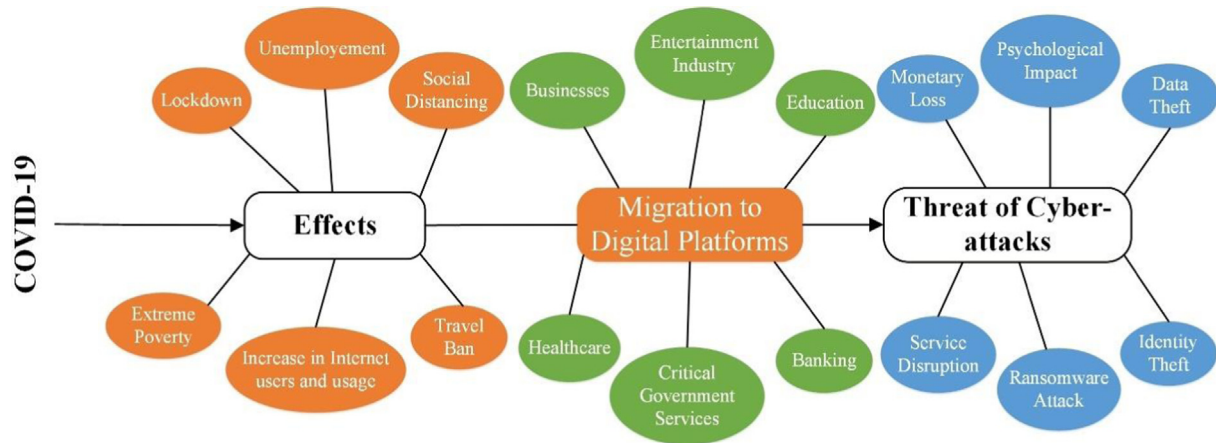 COVID-19
Lockdown
Unemployement
Social
Distancing
Effects
Extreme
Poverty
Increase in Internet
users and usage
Travel
Ban
Businesses
Entertainment
Industry
Education
Migration to
Digital Platforms
Healthcare
Critical
Government
Services
Banking
Monetary
Loss
Psychological
Impact
Data
Theft
Threat of Cyber-
attacks
Service
Disruption
Ransomware
Attack
Identity
Theft